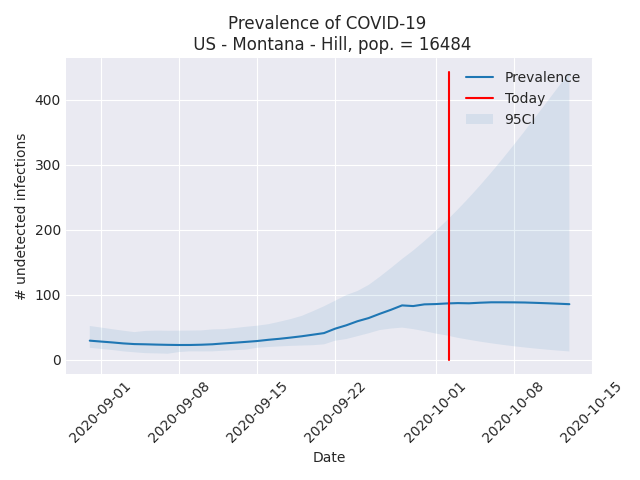 Prevalence of COVID-19
US - Montana - Hill, pop. = 16484
Prevalence
Today
95CI
# undetected infections
400
300
200
100
0
2020-09-01
2020-09-08
2020-09-15
2020-09-22
2020-10-01
2020-10-08
2020-10-15
Date